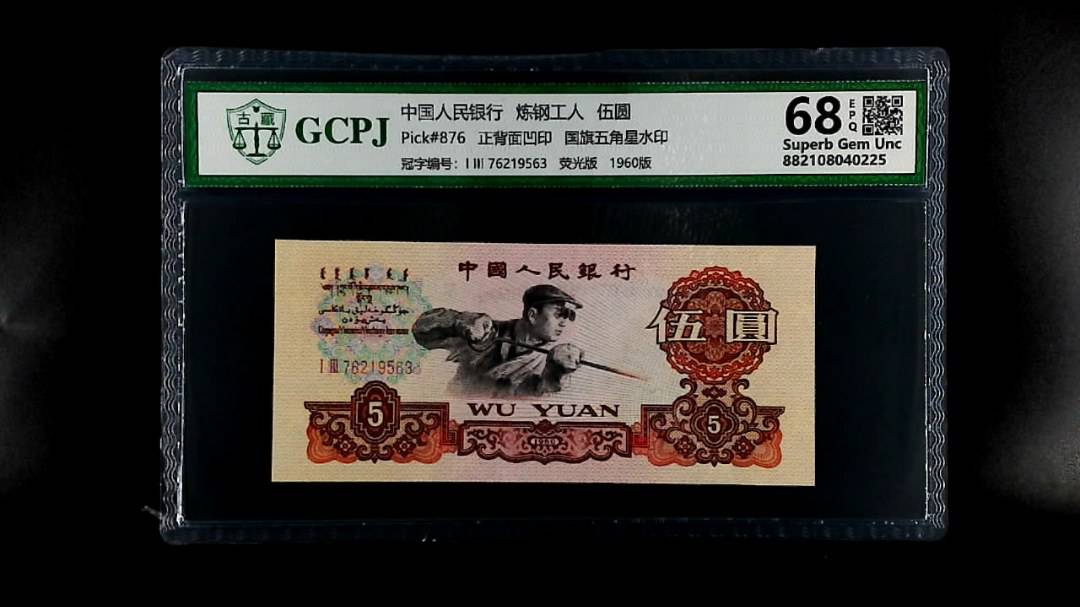 古藏
GCPJ
中国人民银行 炼钢工人 伍圆
Pick#876 正背面凹印 国旗五角星水印
冠字编号: I III 76219563 荧光版 1960版
68
EPQ
Superb Gem Unc
882108040225
中國人民銀行
I III 76219563
伍圓
5
WU YUAN
1960
5